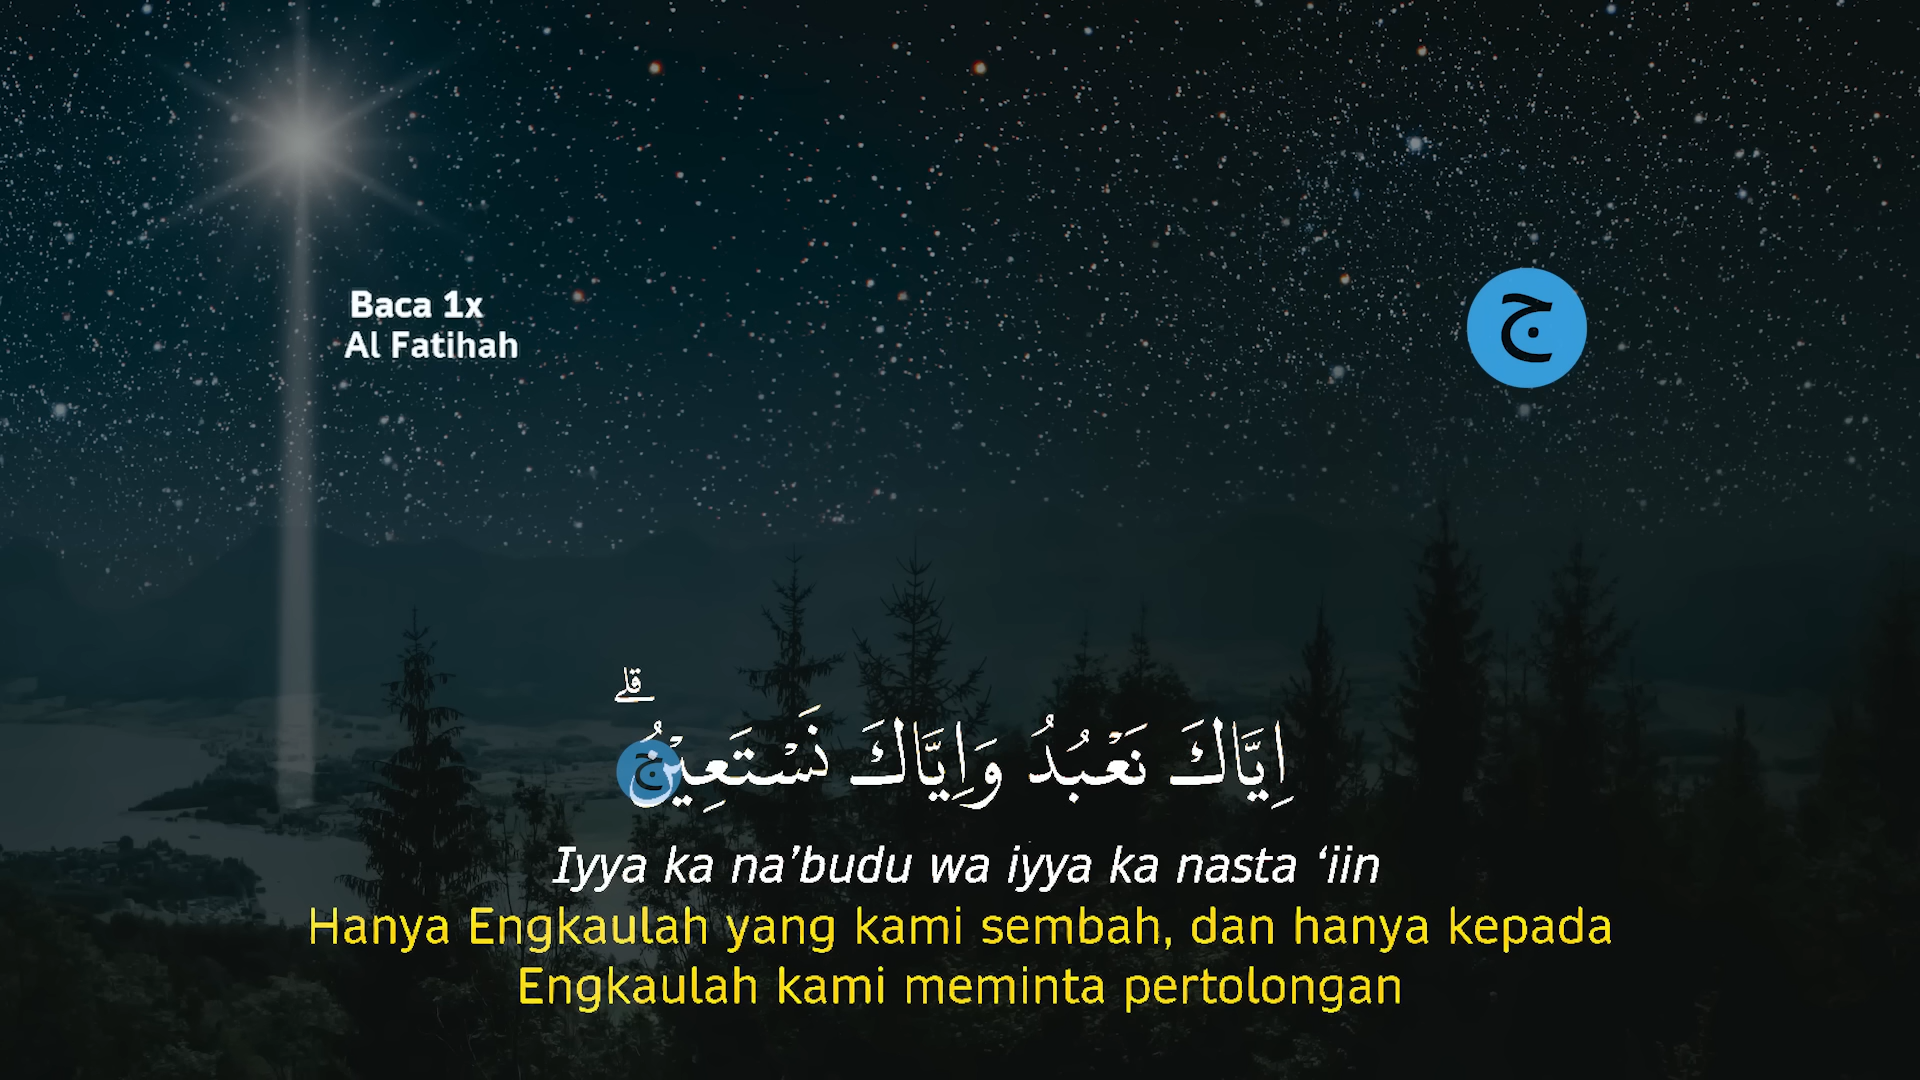 Baca 1x
Al Fatihah
ج
اِيَّاكَ نَعْبُدُ وَاِيَّاكَ نَسْتَعِيْنُۗ
ج
Iyya ka na’budu wa iyya ka nasta ‘iin
Hanya Engkaulah yang kami sembah, dan hanya kepada
Engkaulah kami meminta pertolongan